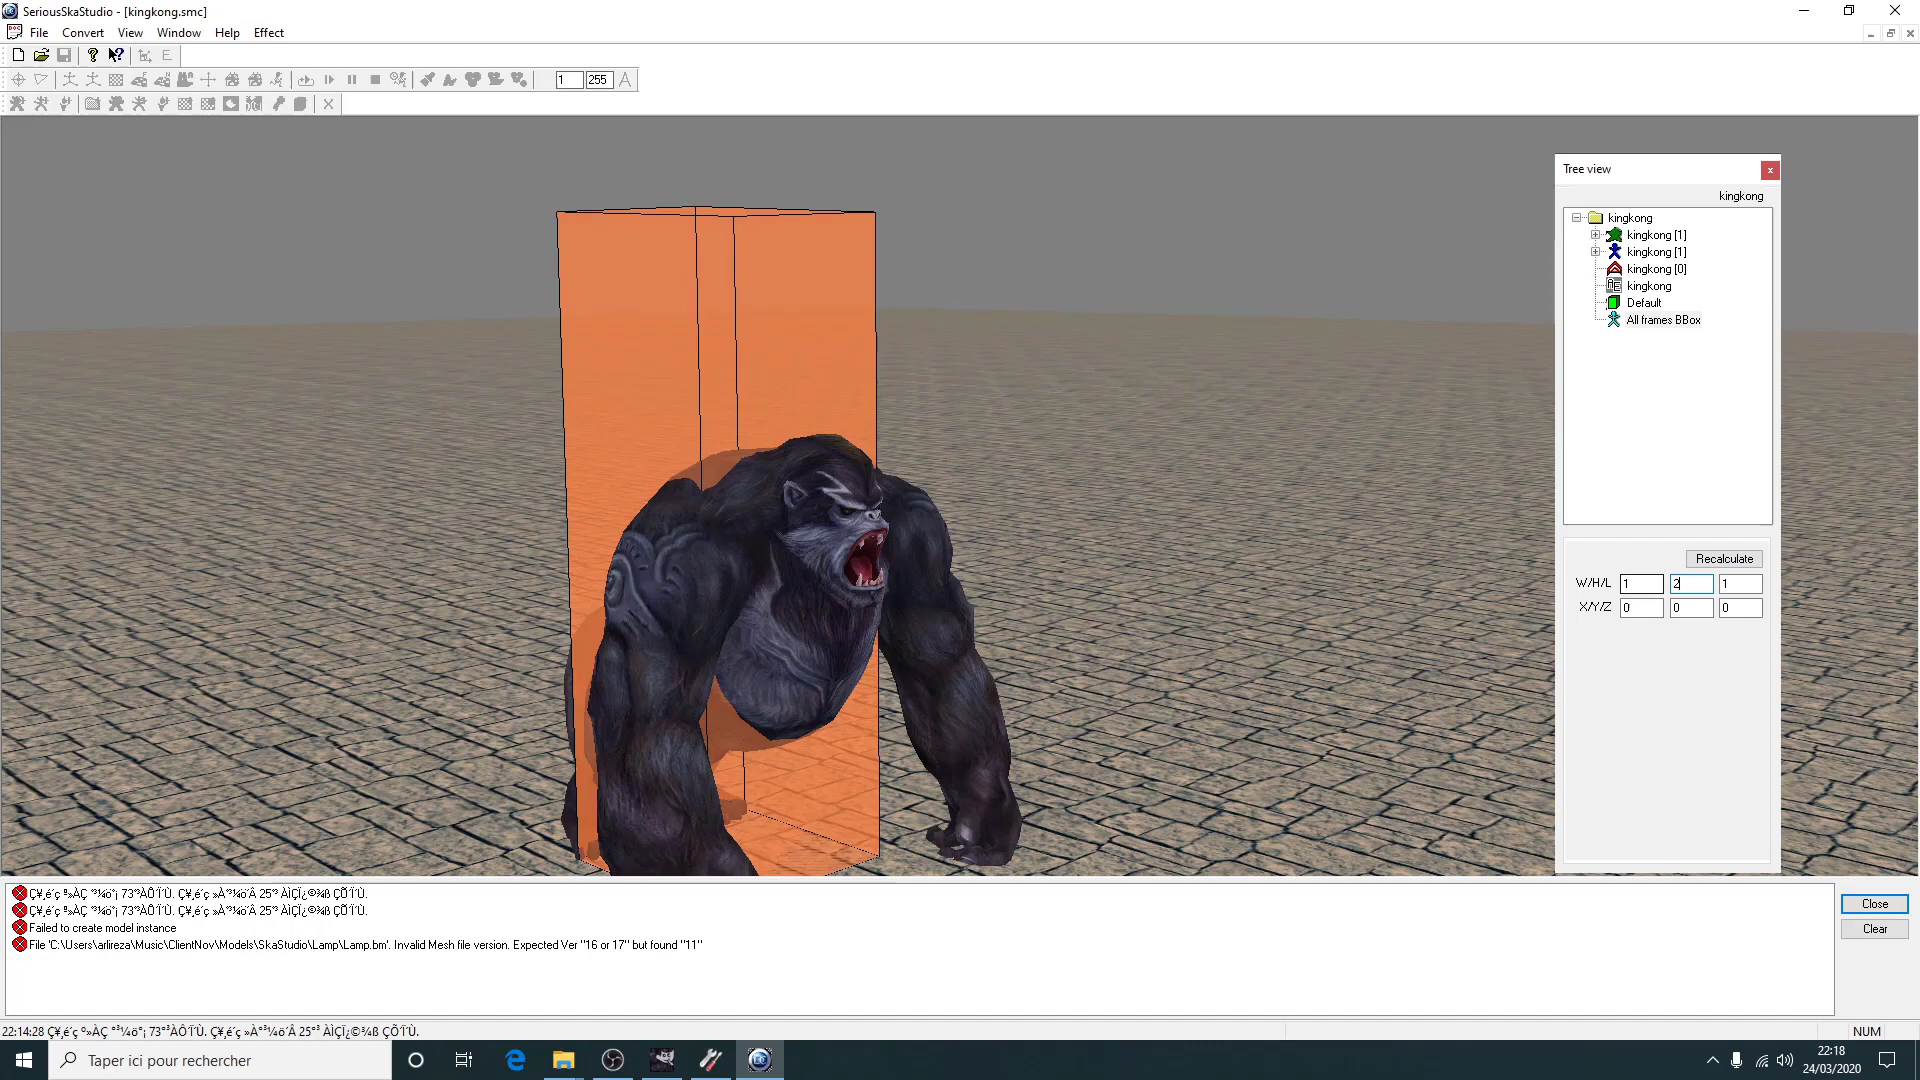 SeriousSkaStudio - [kingkong.smc]
File Convert View Window Help Effect
1 255
Tree view
kingkong
kingkong
kingkong [1]
kingkong [1]
kingkong [0]
kingkong
Default
All frames BBox
Recalculate
W/H/L 1 2 1
X/Y/Z 0 0 0
Failed to create model instance
File 'C:\Users\arlireza\Music\ClientNov\Models\SkaStudio\Lamp\Lamp.bm'. Invalid Mesh file version. Expected Ver "16 or 17" but found "11"
Close
Clear
22:14:28
NUM
Taper ici pour rechercher
22:18
24/03/2020